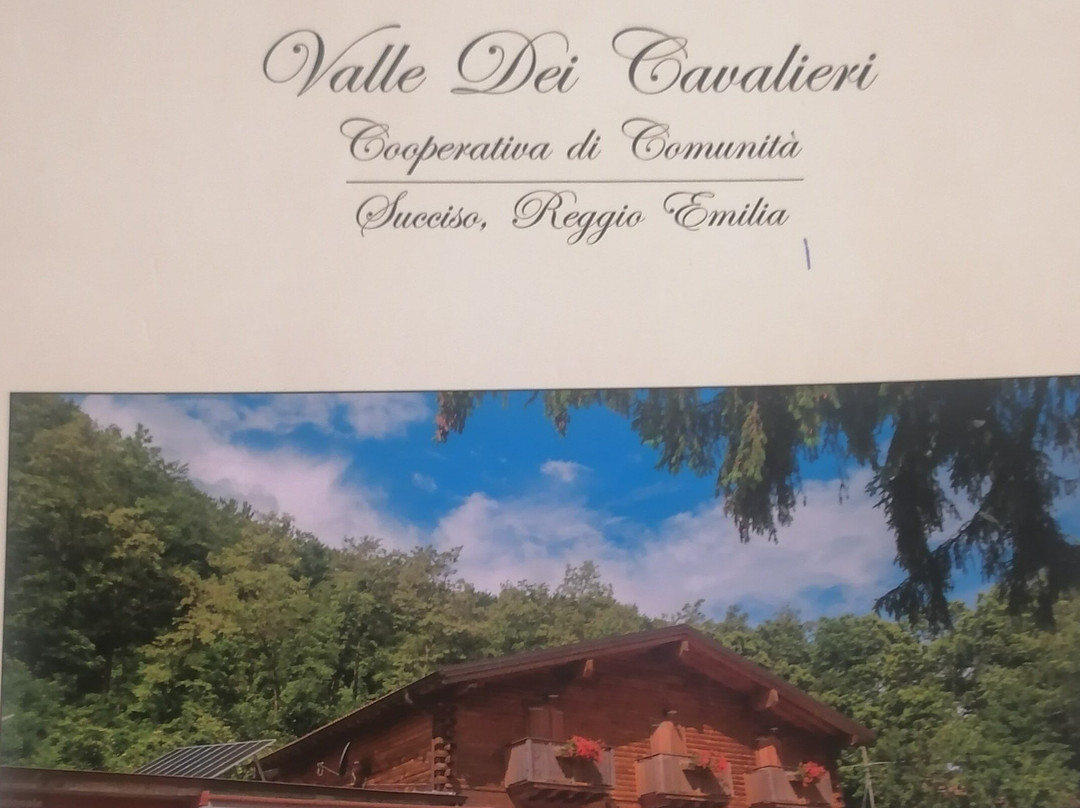 Valle Dei Cavalieri
Cooperativa di Comunità
Succiso, Reggio Emilia